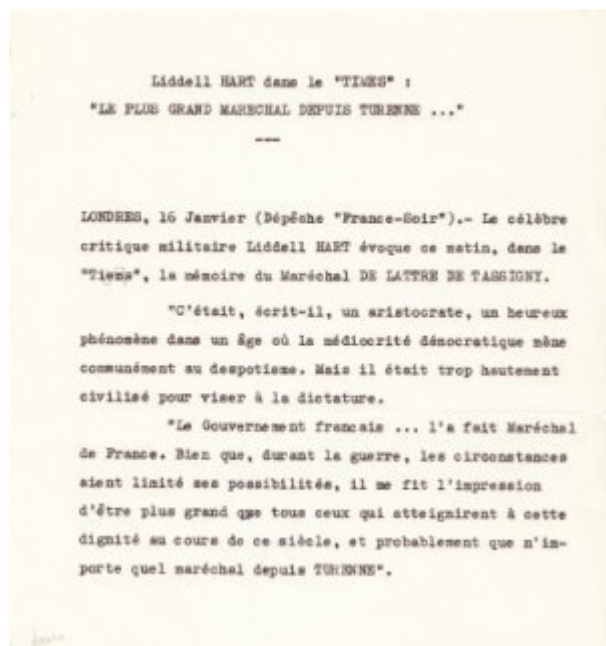 Liddell HART dans le "TIMES" :
"LE PLUS GRAND MARECHAL DEPUIS TURENNE ..."
---
LONDRES, 16 Janvier (Dépêche "France-Soir").- Le célèbre
critique militaire Liddell HART évoque ce matin, dans le
"Tiems", la mémoire du Maréchal DE LATTRE DE TASSIGNY.
"C'était, écrit-il, un aristocrate, un heureux
phénomène dans un âge où la médiocrité démocratique mène
communément au despotisme. Mais il était trop hautement
civilisé pour viser à la dictature.
"Le Gouvernement francais ... l'a fait Maréchal
de France. Bien que, durant la guerre, les circonstances
aient limité ses possibilités, il me fit l'impression
d'être plus grand que tous ceux qui atteignirent à cette
dignité au cours de ce siècle, et probablement que n'im-
porte quel maréchal depuis TURENNE".